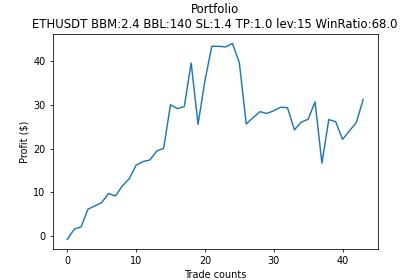 Portfolio
ETHUSDT BBM:2.4 BBL:140 SL:1.4 TP:1.0 lev:15 WinRatio:68.0
40
30
20
10
0
Profit ($)
0 10 20 30 40
Trade counts